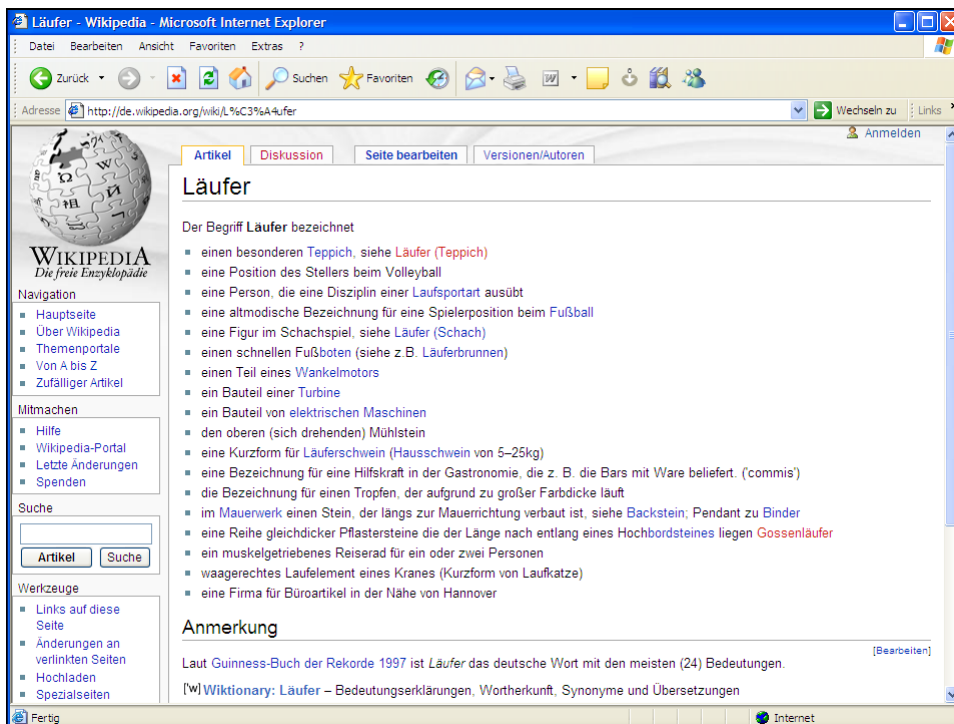 Läufer - Wikipedia - Microsoft Internet Explorer
Datei Bearbeiten Ansicht Favoriten Extras ?
Zurück Suchen Favoriten
Adresse http://de.wikipedia.org/wiki/L%C3%A4ufer Wechseln zu Links
Anmelden
Artikel Diskussion Seite bearbeiten Versionen/Autoren
WIKIPEDIA
Die freie Enzyklopädie
Navigation
Hauptseite
Über Wikipedia
Themenportale
Von A bis Z
Zufälliger Artikel
Mitmachen
Hilfe
Wikipedia-Portal
Letzte Änderungen
Spenden
Suche
Artikel Suche
Werkzeuge
Links auf diese
Seite
Änderungen an
verlinkten Seiten
Hochladen
Spezialseiten
Läufer
Der Begriff Läufer bezeichnet
einen besonderen Teppich, siehe Läufer (Teppich)
eine Position des Stellers beim Volleyball
eine Person, die eine Disziplin einer Laufsportart ausübt
eine altmodische Bezeichnung für eine Spielerposition beim Fußball
eine Figur im Schachspiel, siehe Läufer (Schach)
einen schnellen Fußboten (siehe z.B. Läuferbrunnen)
einen Teil eines Wankelmotors
ein Bauteil einer Turbine
ein Bauteil von elektrischen Maschinen
den oberen (sich drehenden) Mühlstein
eine Kurzform für Läuferschwein (Hausschwein von 5–25kg)
eine Bezeichnung für eine Hilfskraft in der Gastronomie, die z. B. die Bars mit Ware beliefert. ('commis')
die Bezeichnung für einen Tropfen, der aufgrund zu großer Farbdicke läuft
im Mauerwerk einen Stein, der längs zur Mauerrichtung verbaut ist, siehe Backstein; Pendant zu Binder
eine Reihe gleichdicker Pflastersteine die der Länge nach entlang eines Hochbordsteines liegen Gossenläufer
ein muskelgetriebenes Reiserad für ein oder zwei Personen
waagerechtes Laufelement eines Kranes (Kurzform von Laufkatze)
eine Firma für Büroartikel in der Nähe von Hannover
Anmerkung
[Bearbeiten]
Laut Guinness-Buch der Rekorde 1997 ist Läufer das deutsche Wort mit den meisten (24) Bedeutungen.
['w] Wiktionary: Läufer – Bedeutungserklärungen, Wortherkunft, Synonyme und Übersetzungen
Fertig Internet